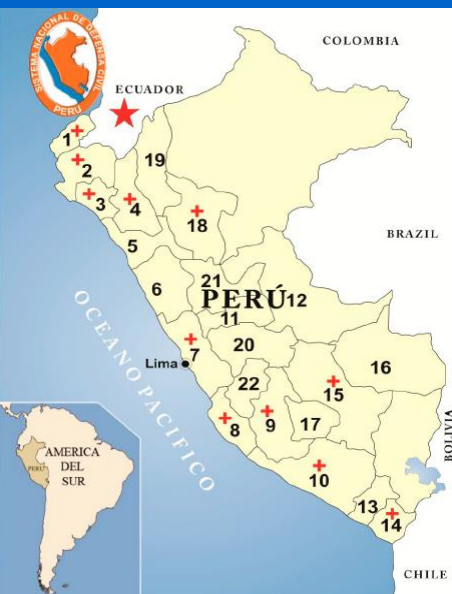 SISTEMA NACIONAL DE DEFENSA CIVIL
PERU
COLOMBIA
ECUADOR
1
2
19
3
4
18
5
BRAZIL
6
21
PERÚ
12
11
OCEANO PACIFICO
7
20
Lima
16
22
15
8
9
17
BOLIVIA
10
13
14
AMERICA
DEL
SUR
PERU
CHILE